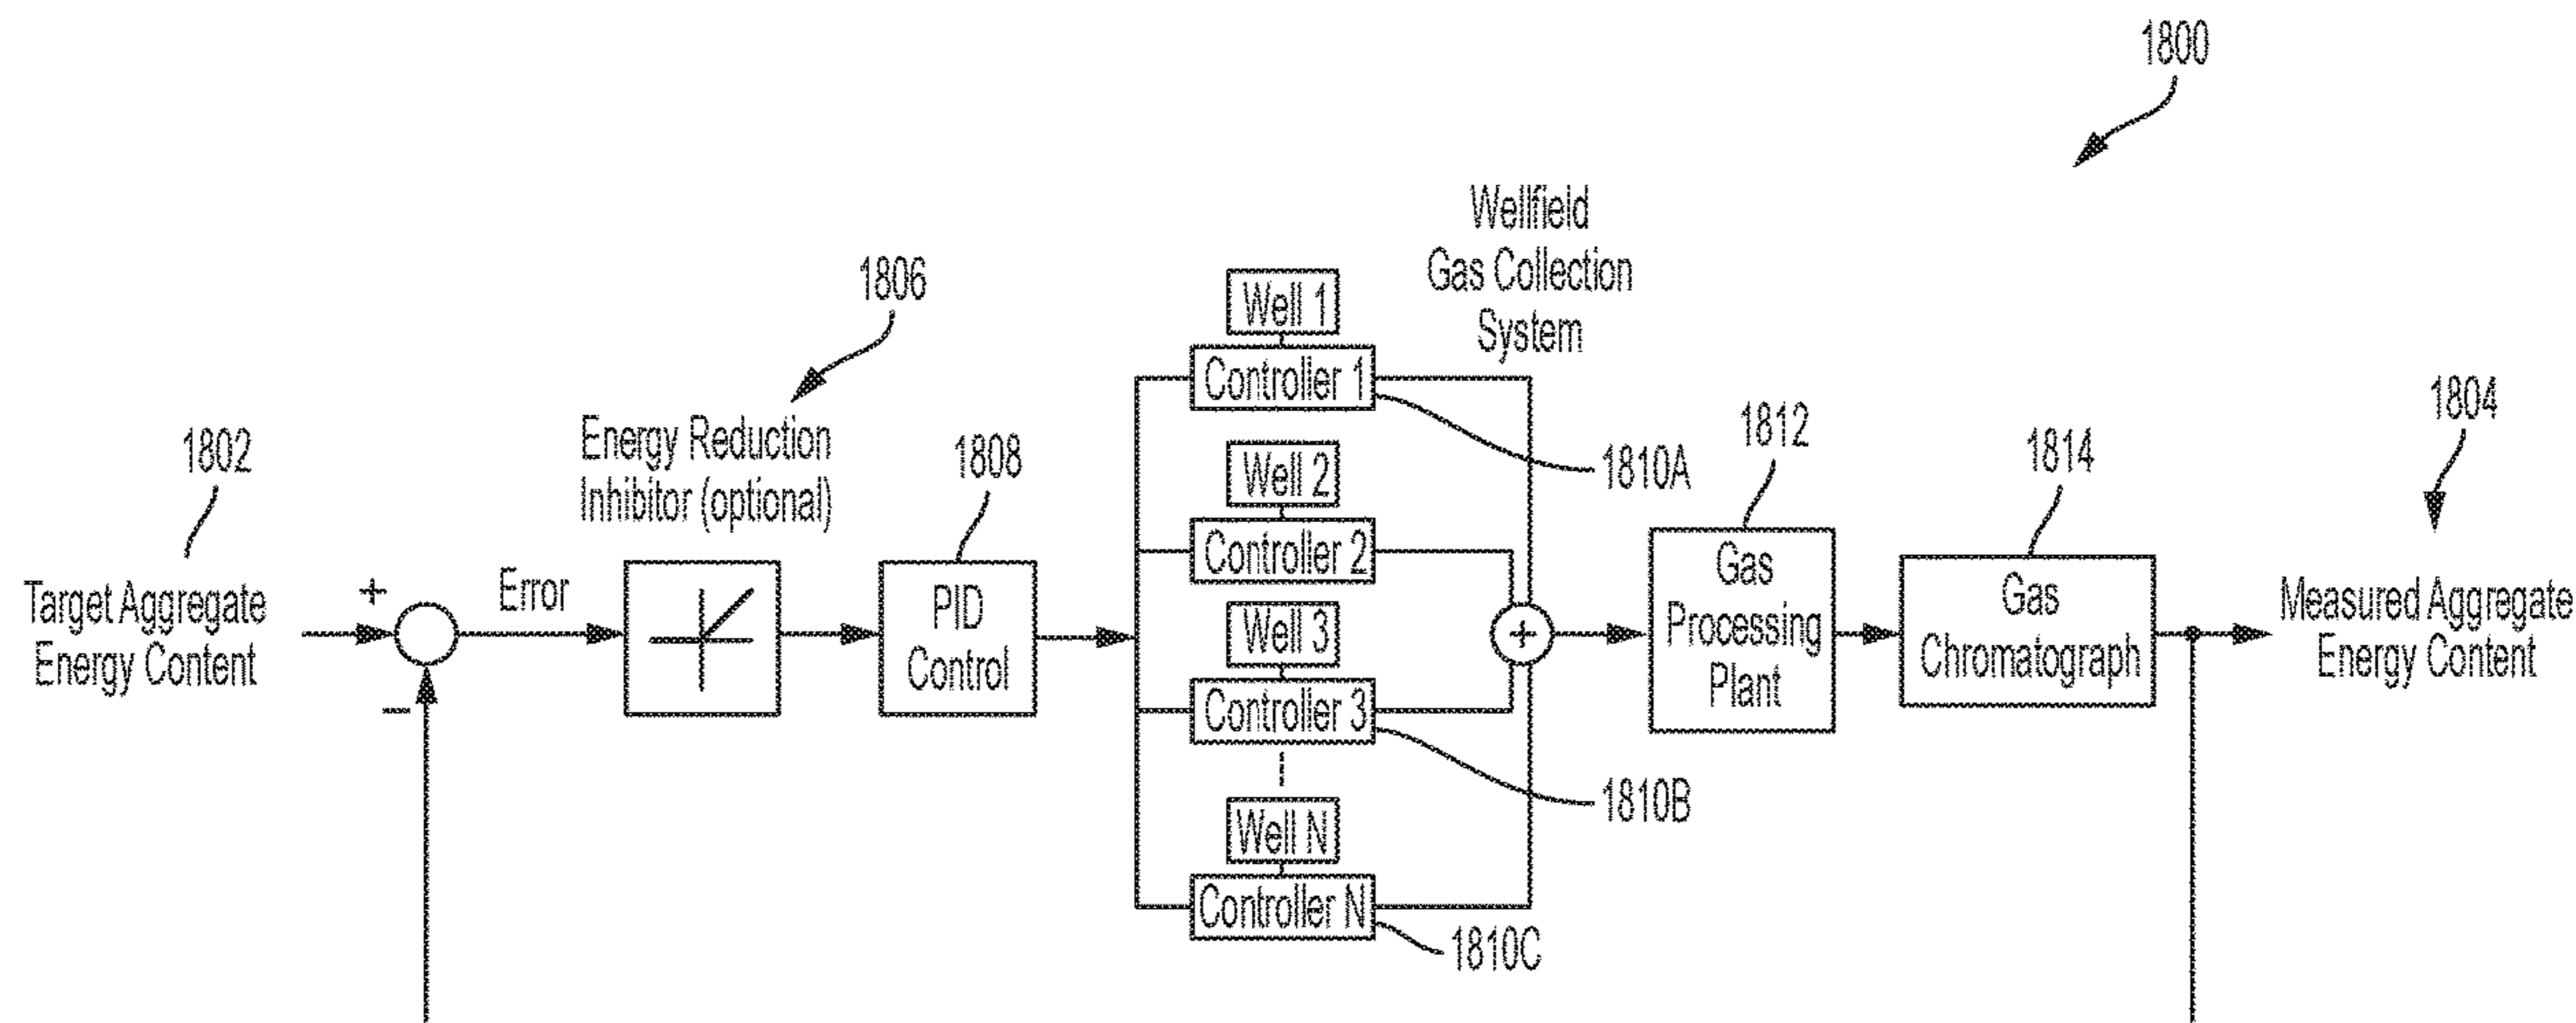 1800
Wellfield
Gas Collection
System
1806
Energy Reduction
Inhibitor (optional)
1802
Target Aggregate
Energy Content
+
−
Error
1808
PID
Control
Well 1
Controller 1
1810A
Well 2
Controller 2
Well 3
Controller 3
1810B
Well N
Controller N
1810C
+
1812
Gas
Processing
Plant
1814
Gas
Chromatograph
1804
Measured Aggregate
Energy Content